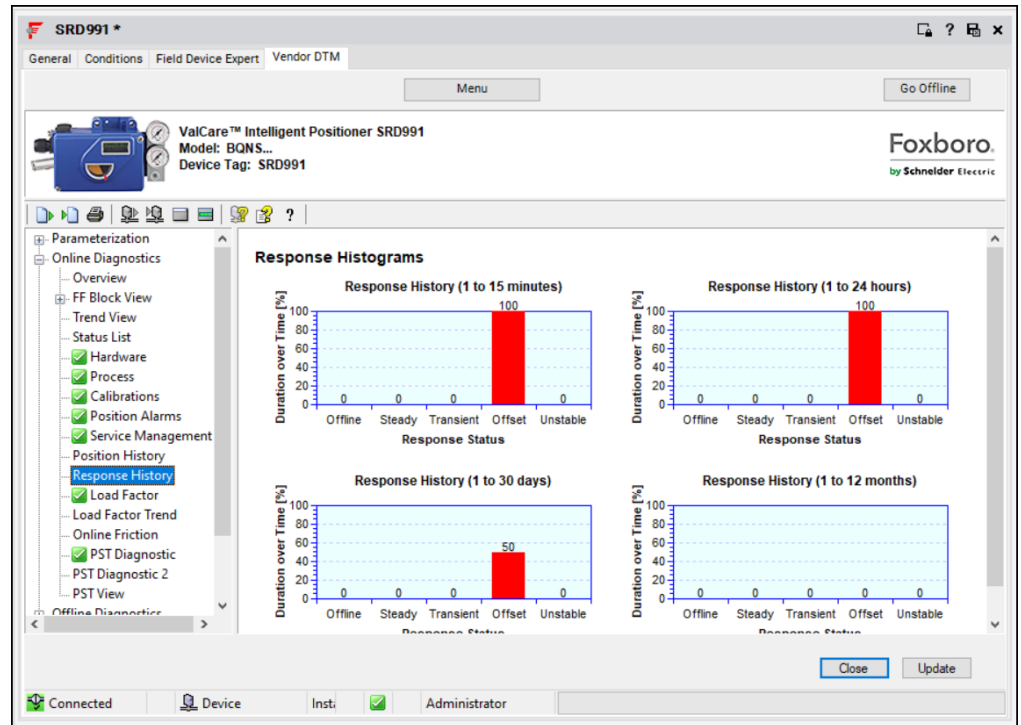 SRD991 *
General Conditions Field Device Expert Vendor DTM
Menu Go Offline
ValCare™ Intelligent Positioner SRD991
Model: BQNS...
Device Tag: SRD991
Foxboro.
by Schneider Electric
?
Parameterization
Online Diagnostics
Overview
FF Block View
Trend View
Status List
Hardware
Process
Calibrations
Position Alarms
Service Management
Position History
Response History
Load Factor
Load Factor Trend
Online Friction
PST Diagnostic
PST Diagnostic 2
PST View
Offline Diagnostics
Response Histograms
Response History (1 to 15 minutes)
Duration over Time [%]
100
80
60
40
20
0
0 0 0 100 0
Offline Steady Transient Offset Unstable
Response Status
Response History (1 to 24 hours)
Duration over Time [%]
100
80
60
40
20
0
0 0 0 100 0
Offline Steady Transient Offset Unstable
Response Status
Response History (1 to 30 days)
Duration over Time [%]
100
80
60
40
20
0
0 0 0 50 0
Offline Steady Transient Offset Unstable
Response Status
Response History (1 to 12 months)
Duration over Time [%]
100
80
60
40
20
0
0 0 0 0 0
Offline Steady Transient Offset Unstable
Response Status
Close Update
Connected Device Insta Administrator